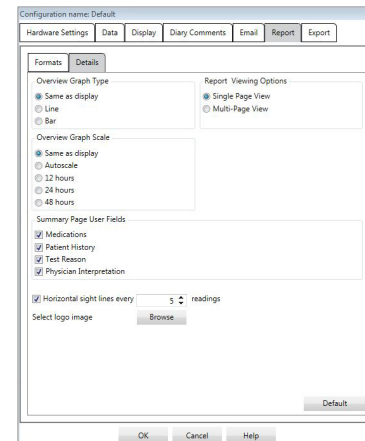 Configuration name: Default
Hardware Settings Data Display Diary Comments Email Report Export
Formats Details
Overview Graph Type
Same as display
Line
Bar
Report Viewing Options
Single Page View
Multi-Page View
Overview Graph Scale
Same as display
Autoscale
12 hours
24 hours
48 hours
Summary Page User Fields
Medications
Patient History
Test Reason
Physician Interpretation
Horizontal sight lines every 5 readings
Select logo image Browse
Default
OK Cancel Help